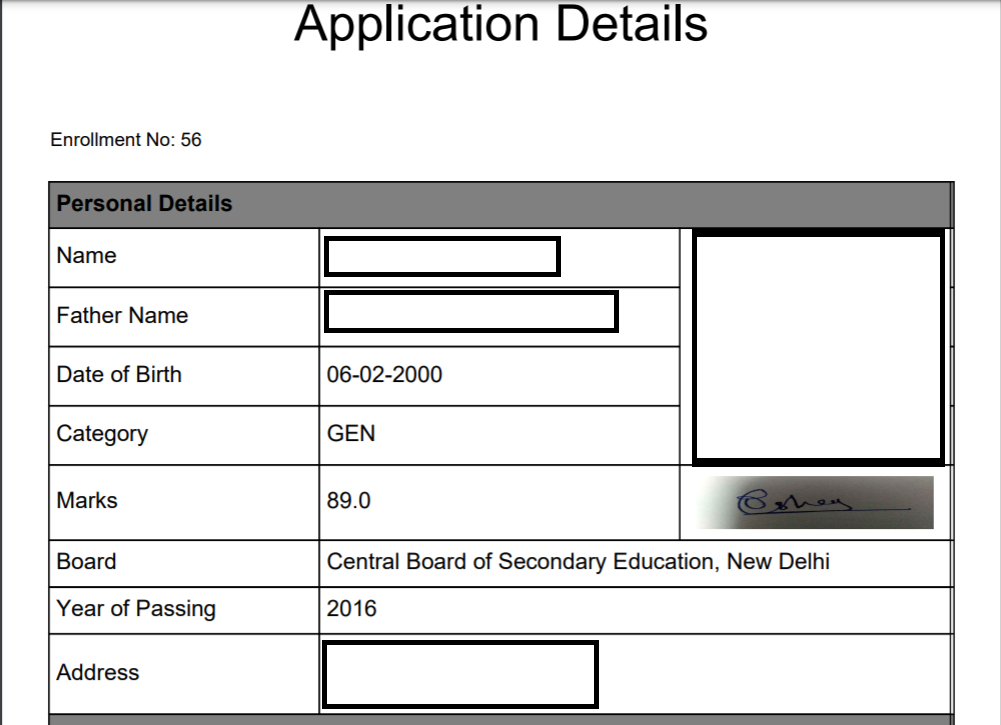 Application Details
Enrollment No: 56
Personal Details
Name
Father Name
Date of Birth 06-02-2000
Category GEN
Marks 89.0
Board Central Board of Secondary Education, New Delhi
Year of Passing 2016
Address